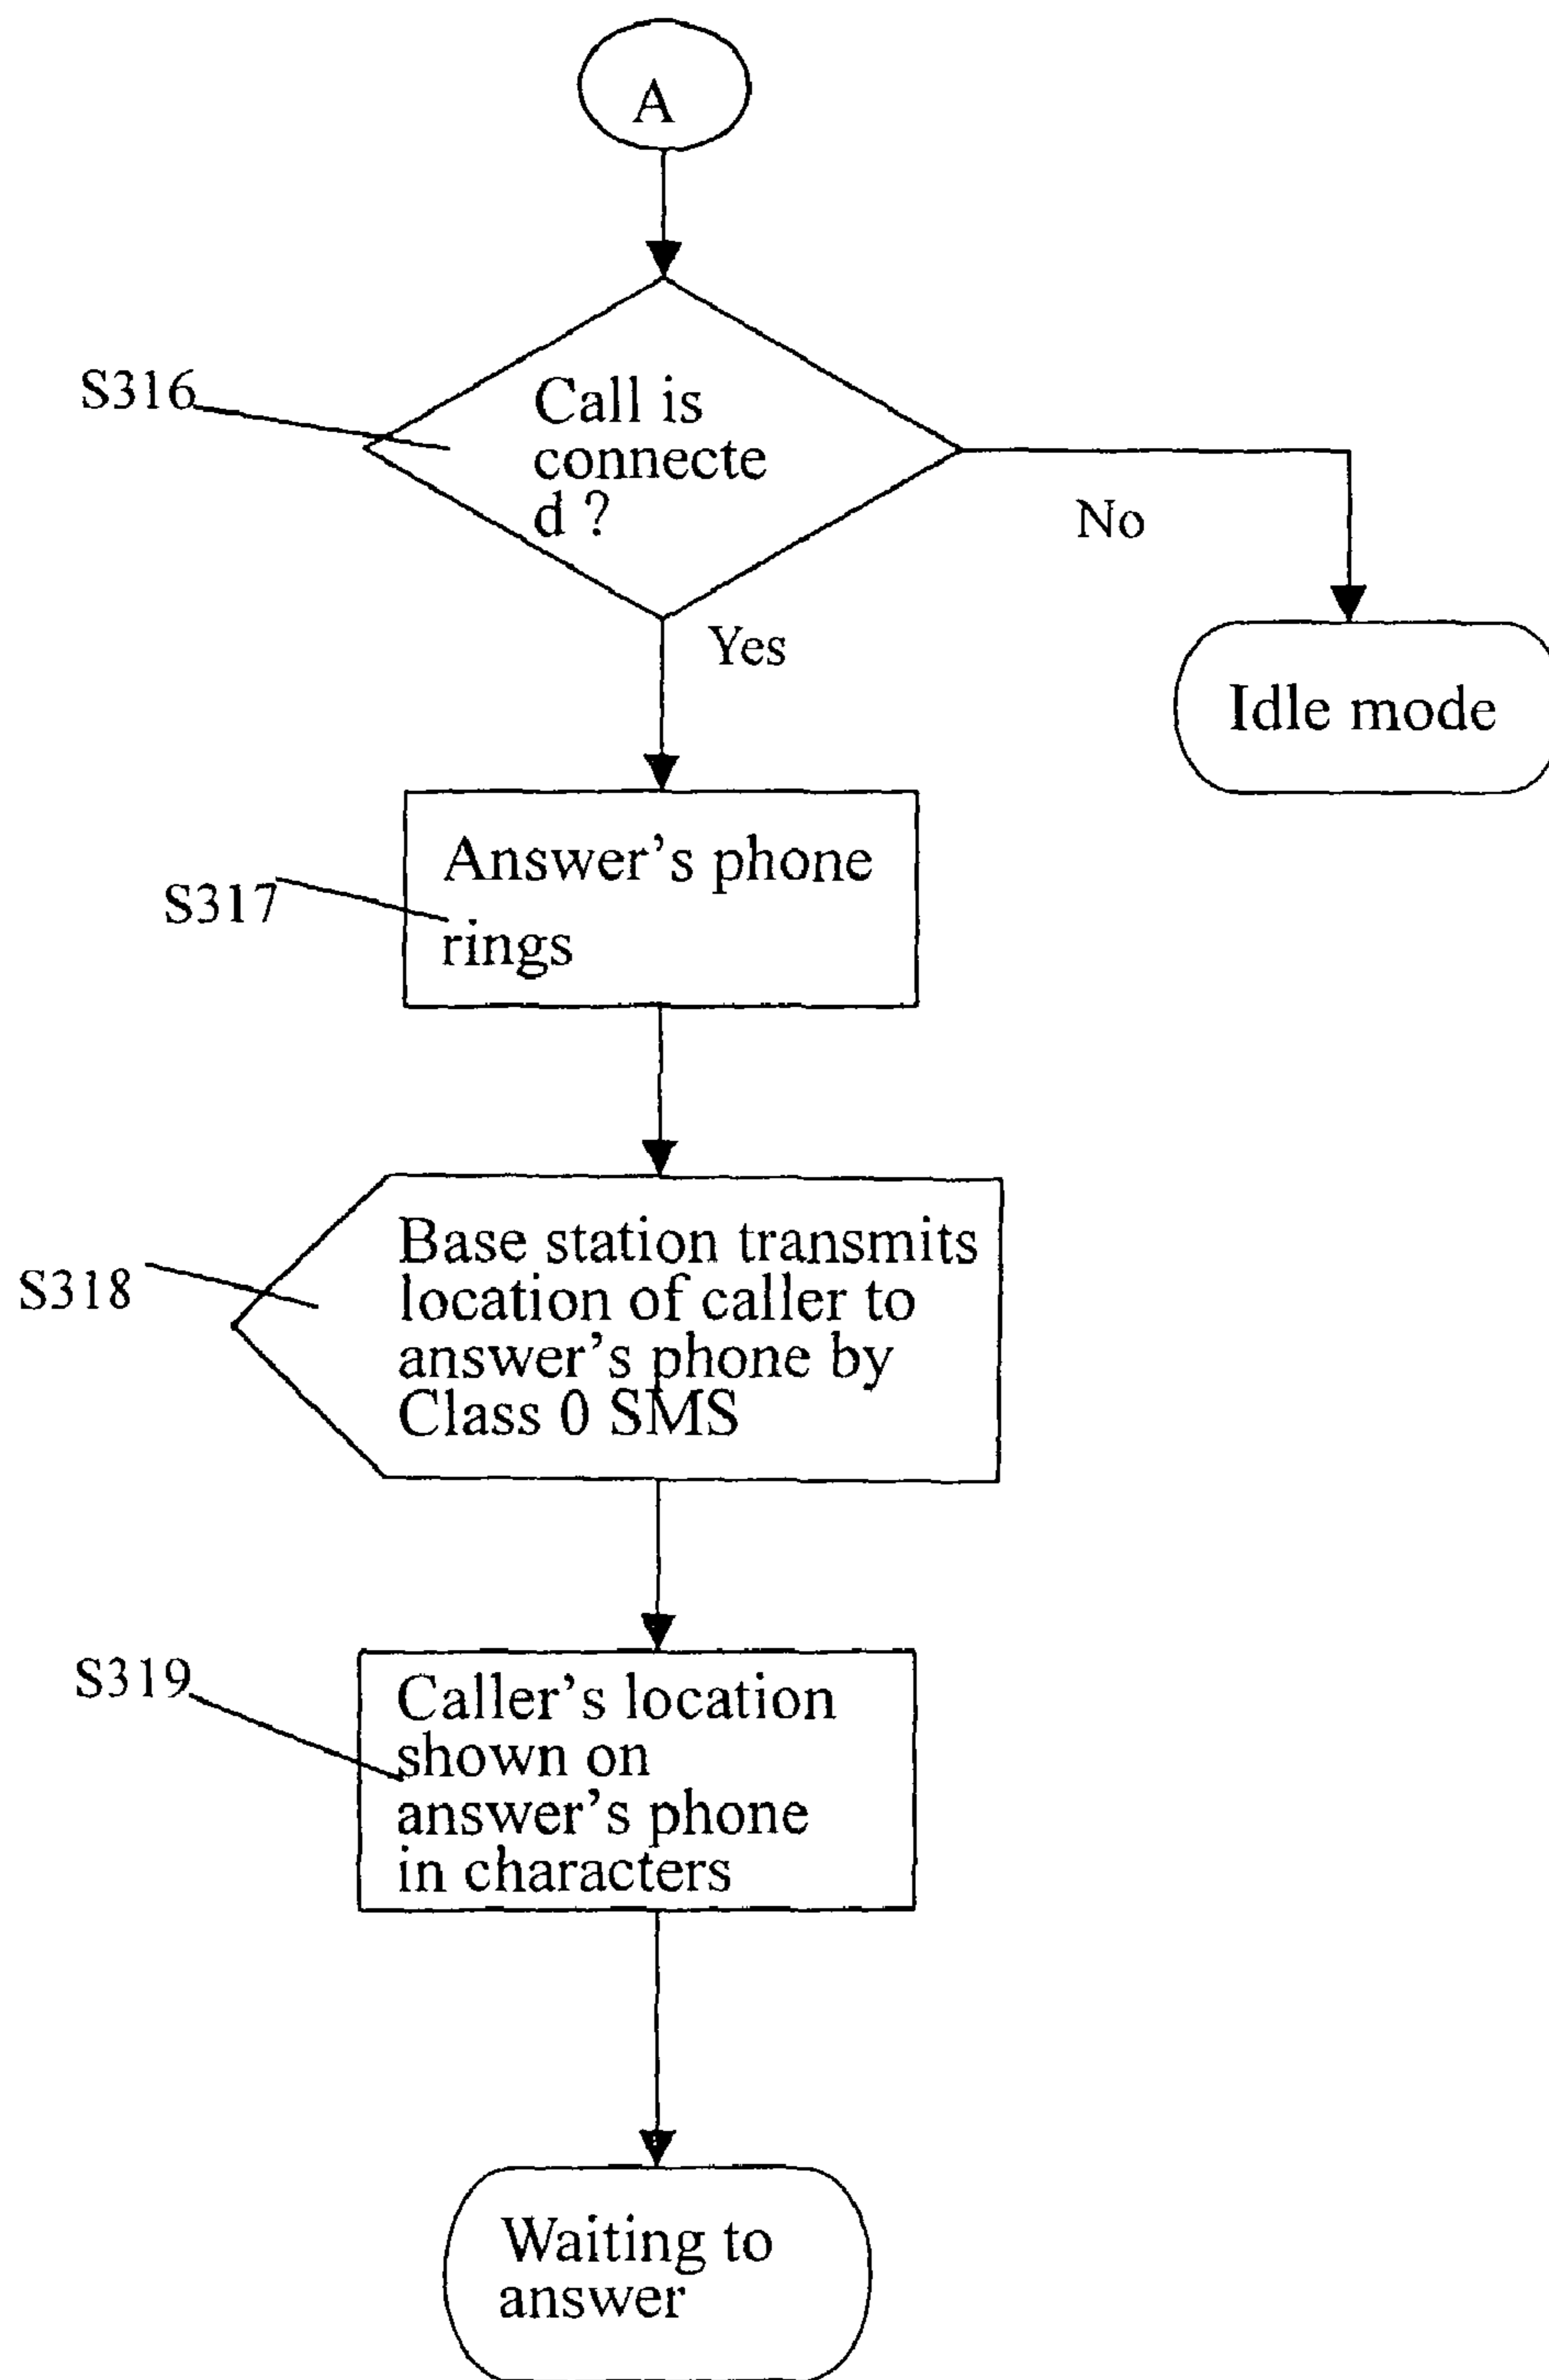 A
S316
Call is
connecte
d ?
No
Yes
Idle mode
Answer's phone
rings
S317
Base station transmits
location of caller to
answer's phone by
Class 0 SMS
S318
S319
Caller's location
shown on
answer's phone
in characters
Waiting to
answer